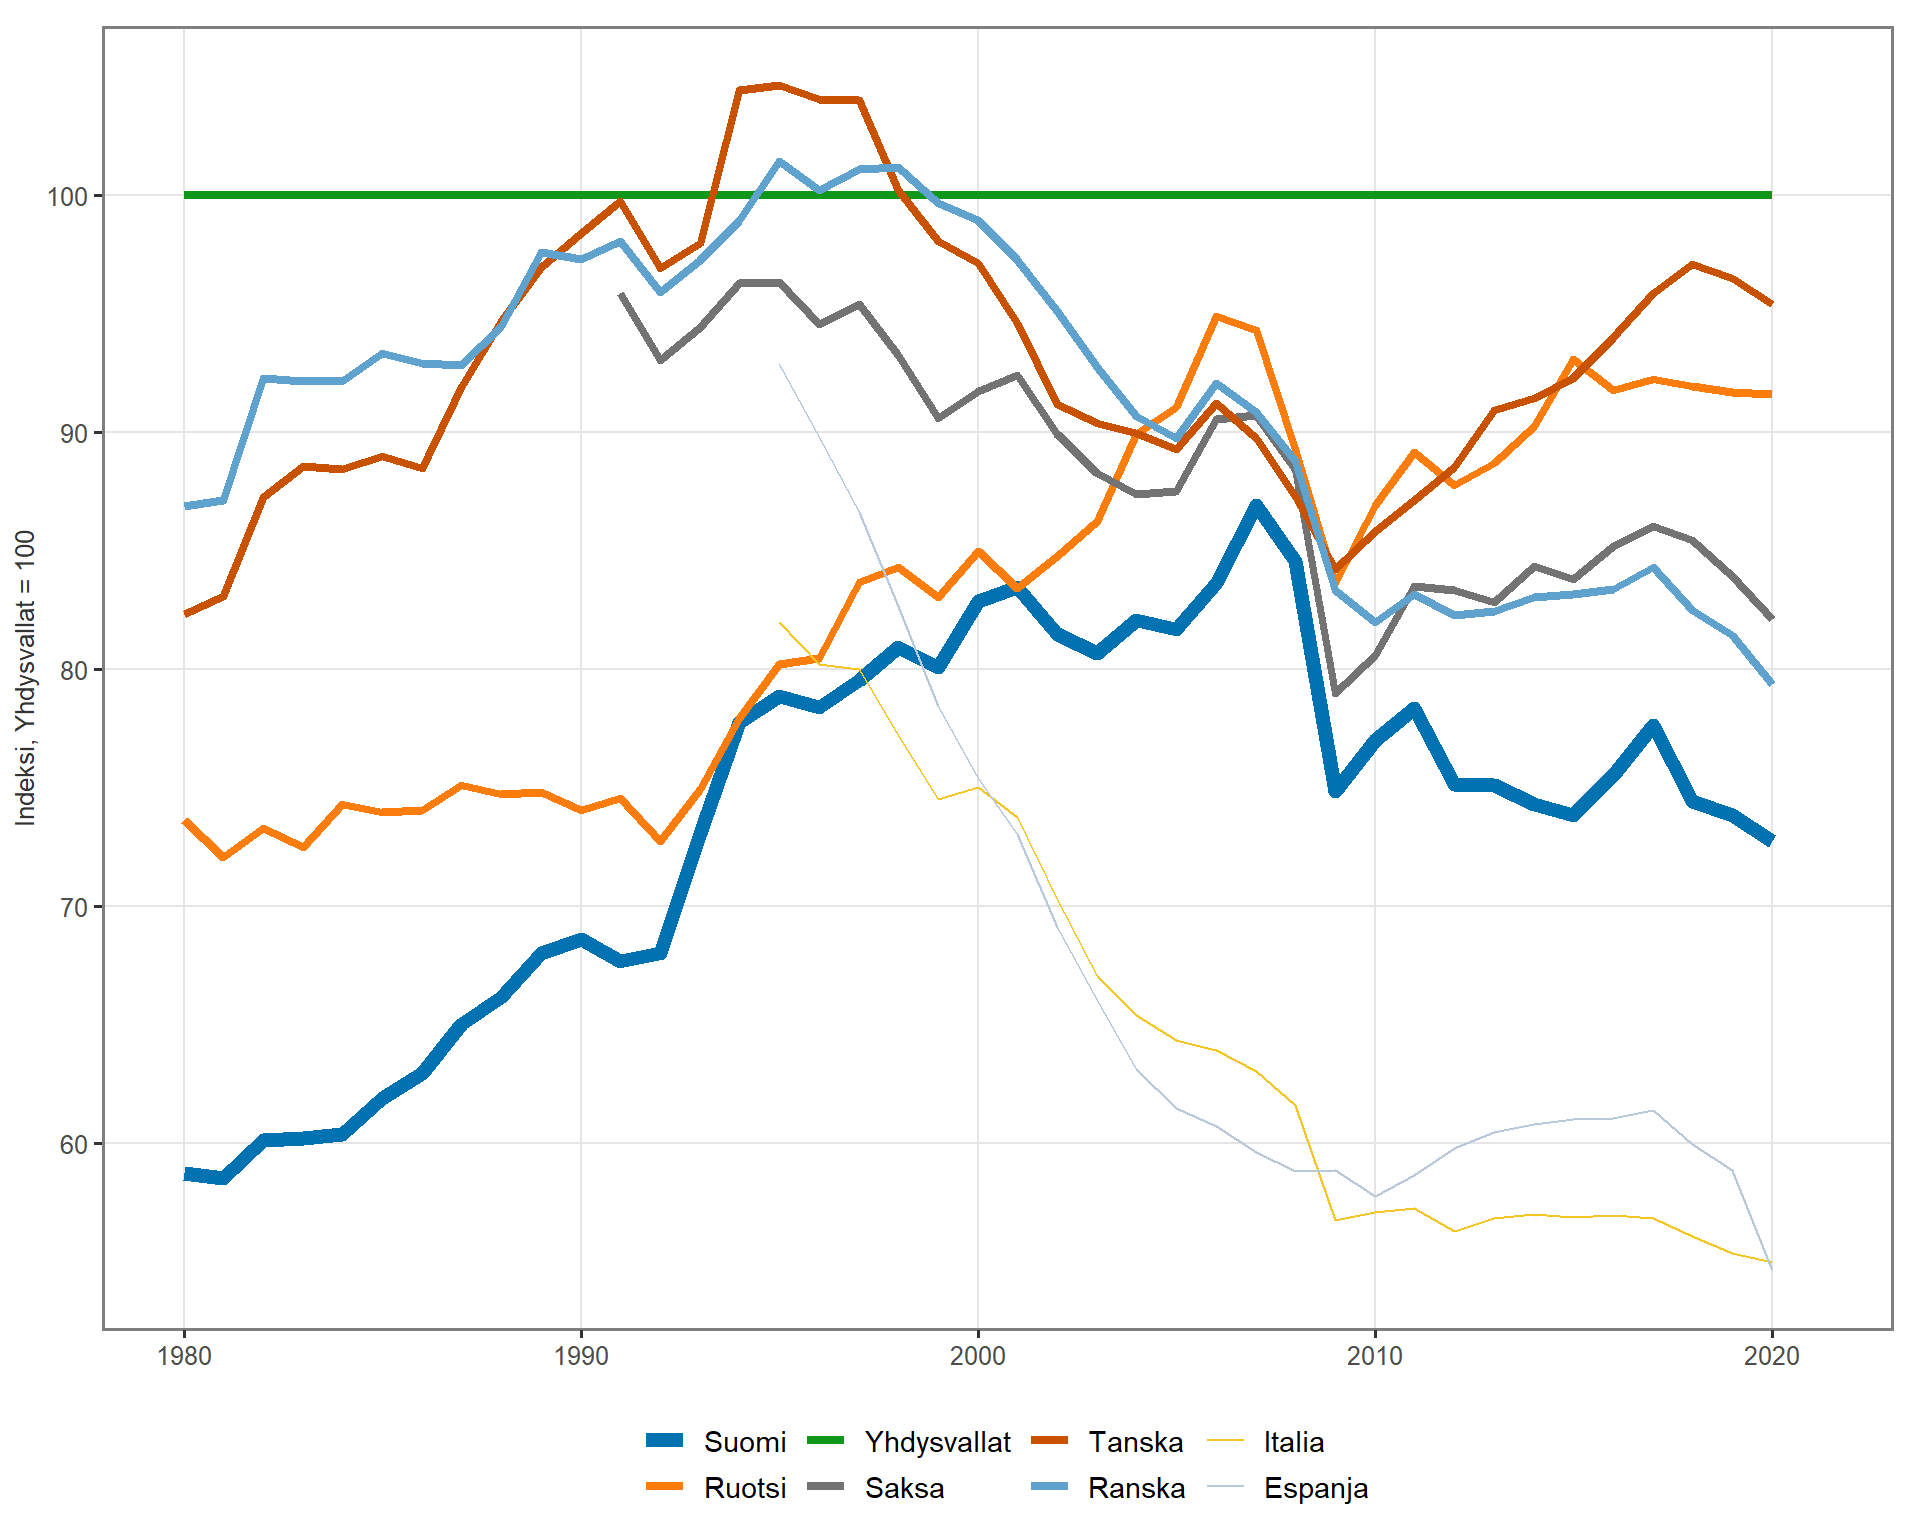 Indeksi, Yhdysvallat = 100
100
90
80
70
60
1980 1990 2000 2010 2020
Suomi Yhdysvallat Tanska Italia
Ruotsi Saksa Ranska Espanja